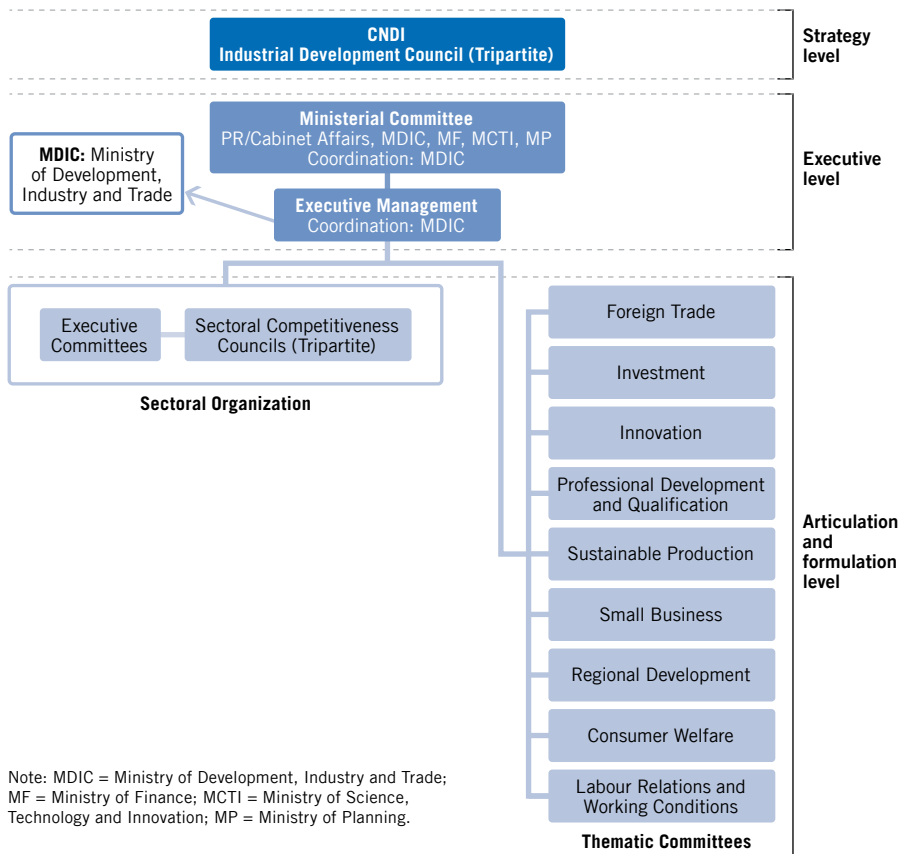 CNDI
Industrial Development Council (Tripartite)
Strategy
level
Ministerial Committee
PR/Cabinet Affairs, MDIC, MF, MCTI, MP
Coordination: MDIC
MDIC: Ministry
of Development,
Industry and Trade
Executive
level
Executive Management
Coordination: MDIC
Executive
Committees
Sectoral Competitiveness
Councils (Tripartite)
Sectoral Organization
Foreign Trade
Investment
Innovation
Professional Development
and Qualification
Sustainable Production
Small Business
Regional Development
Consumer Welfare
Labour Relations and
Working Conditions
Thematic Committees
Articulation
and
formulation
level
Note: MDIC = Ministry of Development, Industry and Trade;
MF = Ministry of Finance; MCTI = Ministry of Science,
Technology and Innovation; MP = Ministry of Planning.